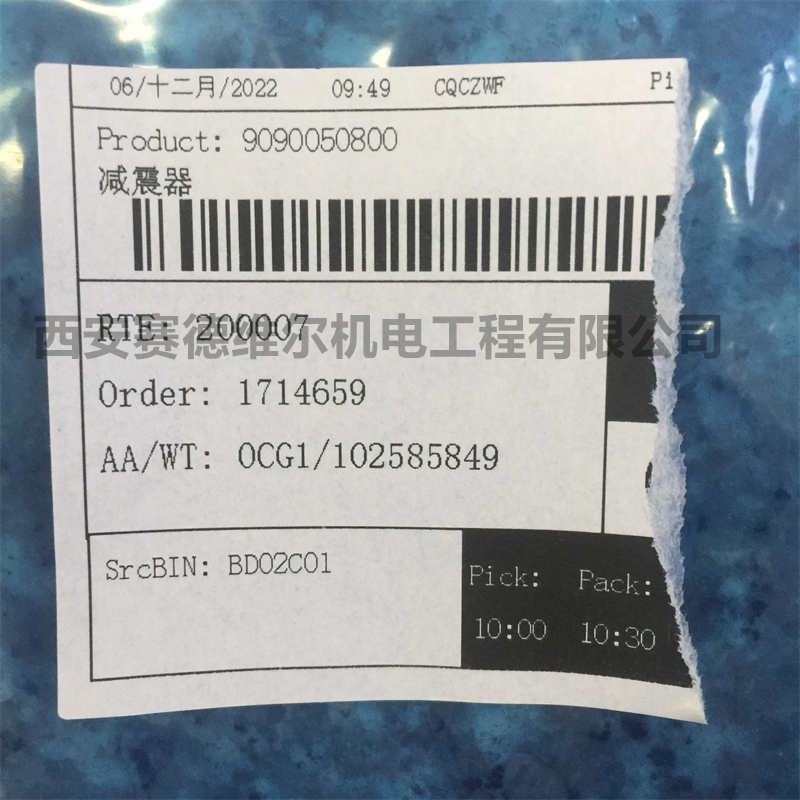 06/十二月/2022 09:49 CQCZWF Pi
Product: 9090050800
减震器
RTE: 200007
西安赛德维尔机电工程有限公司
Order: 1714659
AA/WT: OCG1/102585849
SrcBIN: BD02C01
Pick: Pack:
10:00 10:30